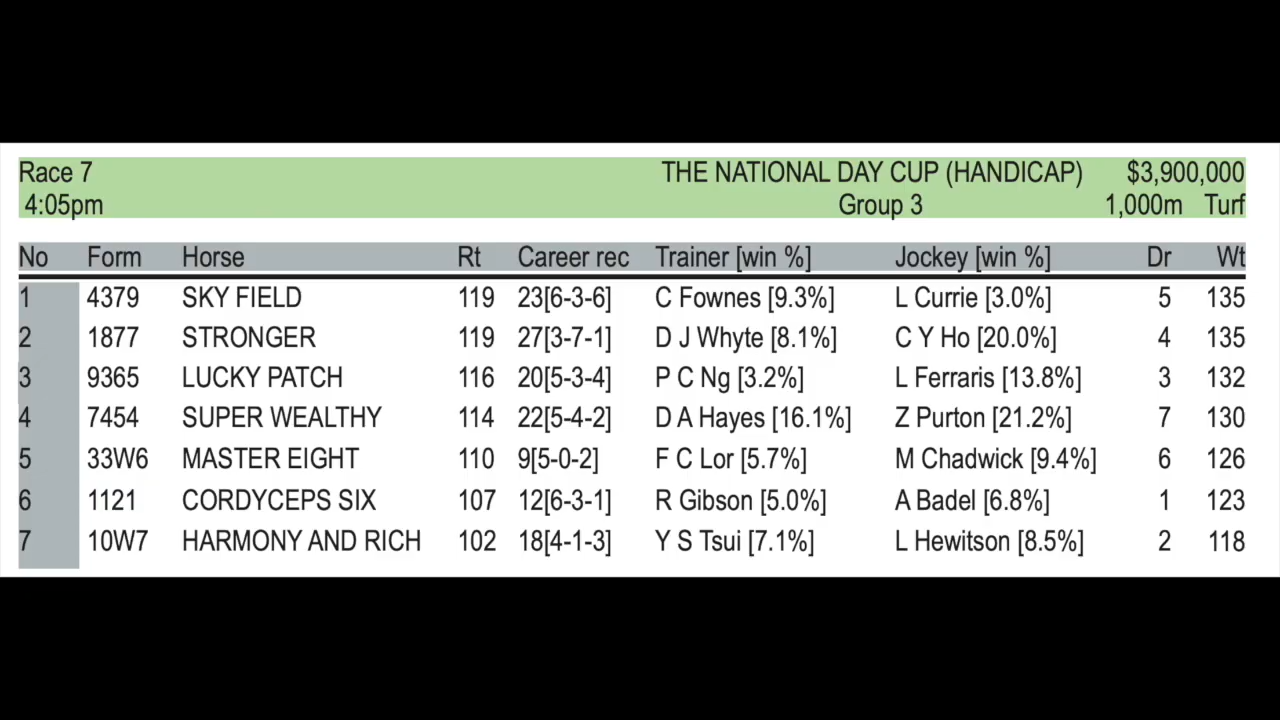 Race 7 THE NATIONAL DAY CUP (HANDICAP) $3,900,000
4:05pm Group 3 1,000m Turf
No Form Horse Rt Career rec Trainer [win %] Jockey [win %] Dr Wt
1 4379 SKY FIELD 119 23[6-3-6] C Fownes [9.3%] L Currie [3.0%] 5 135
2 1877 STRONGER 119 27[3-7-1] D J Whyte [8.1%] C Y Ho [20.0%] 4 135
3 9365 LUCKY PATCH 116 20[5-3-4] P C Ng [3.2%] L Ferraris [13.8%] 3 132
4 7454 SUPER WEALTHY 114 22[5-4-2] D A Hayes [16.1%] Z Purton [21.2%] 7 130
5 33W6 MASTER EIGHT 110 9[5-0-2] F C Lor [5.7%] M Chadwick [9.4%] 6 126
6 1121 CORDYCEPS SIX 107 12[6-3-1] R Gibson [5.0%] A Badel [6.8%] 1 123
7 10W7 HARMONY AND RICH 102 18[4-1-3] Y S Tsui [7.1%] L Hewitson [8.5%] 2 118